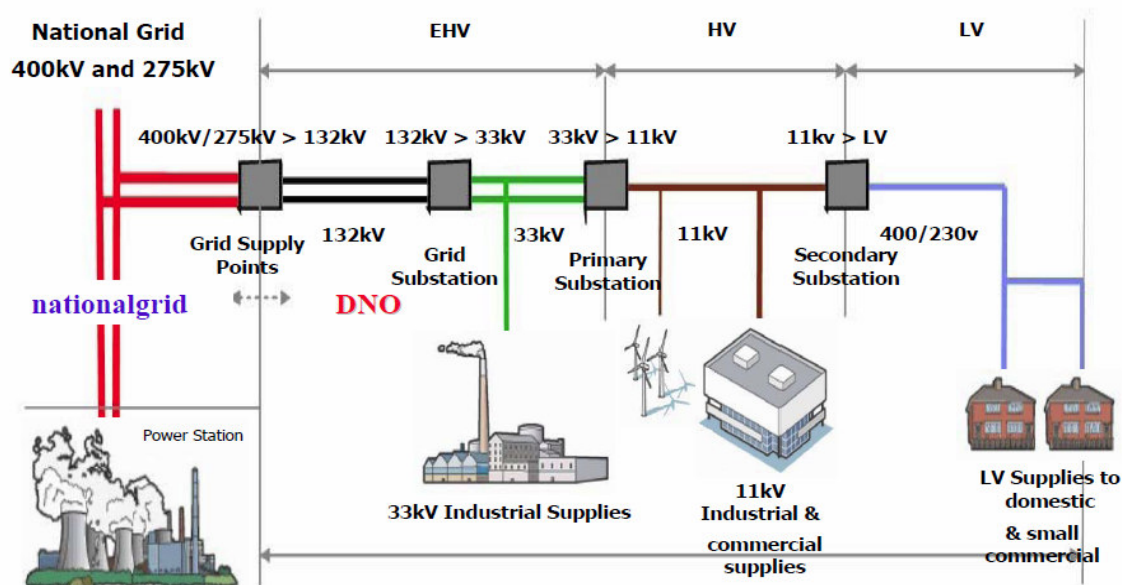 National Grid
400kV and 275kV
EHV
HV
LV
400kV/275kV > 132kV
132kV > 33kV
33kV > 11kV
11kv > LV
132kV
33kV
11kV
400/230v
Grid Supply
Points
Grid
Substation
Primary
Substation
Secondary
Substation
nationalgrid
DNO
Power Station
33kV Industrial Supplies
11kV
Industrial &
commercial
supplies
LV Supplies to
domestic
& small
commercial